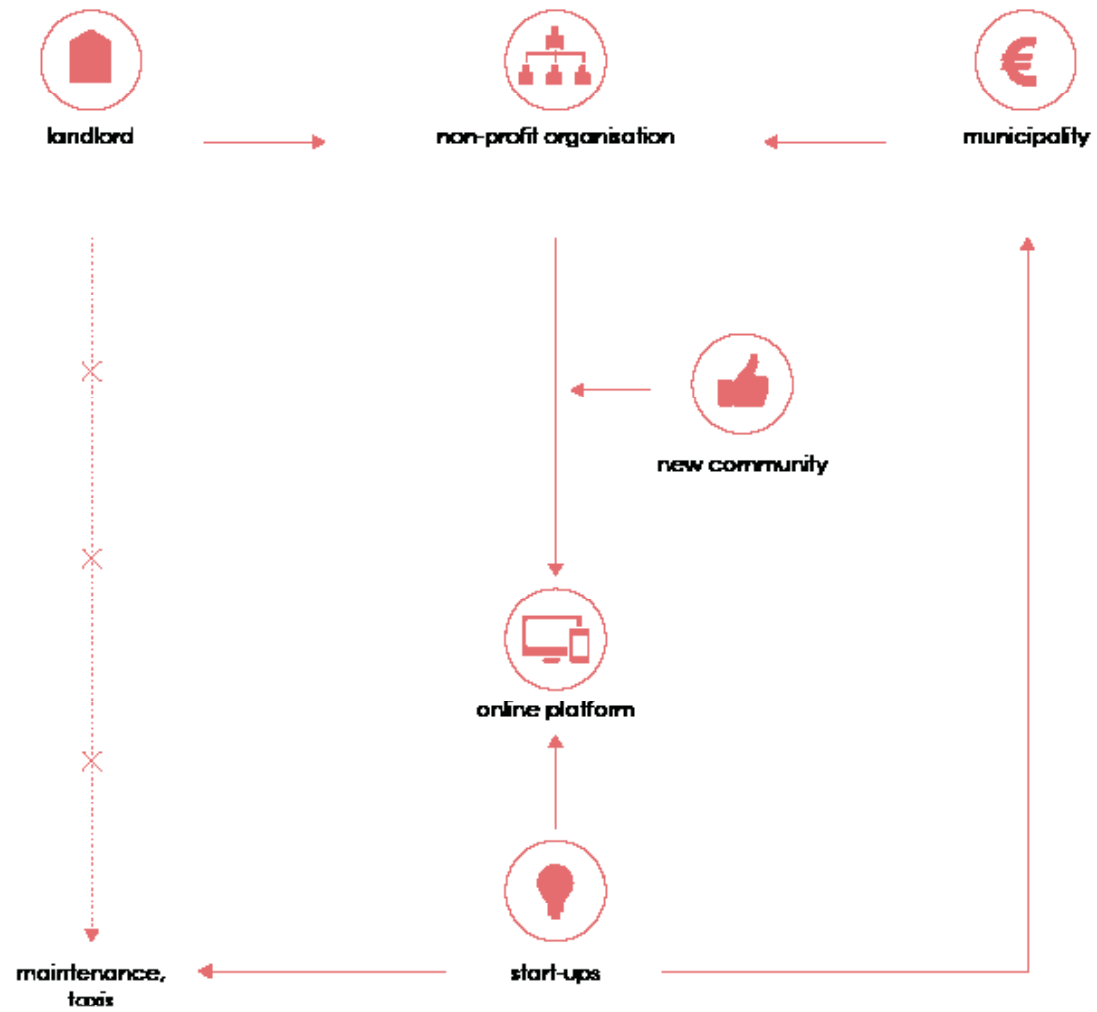 landlord
non-profit organisation
municipality
new community
online platform
start-ups
maintenance,
taxis